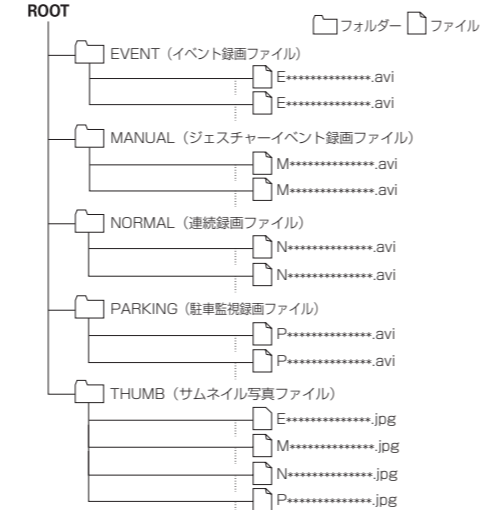 ROOT
フォルダー ファイル
EVENT（イベント録画ファイル）
E**************.avi
E**************.avi
MANUAL（ジェスチャーイベント録画ファイル）
M**************.avi
M**************.avi
NORMAL（連続録画ファイル）
N**************.avi
N**************.avi
PARKING（駐車監視録画ファイル）
P**************.avi
P**************.avi
THUMB（サムネイル写真ファイル）
E**************.jpg
M**************.jpg
N**************.jpg
P**************.jpg